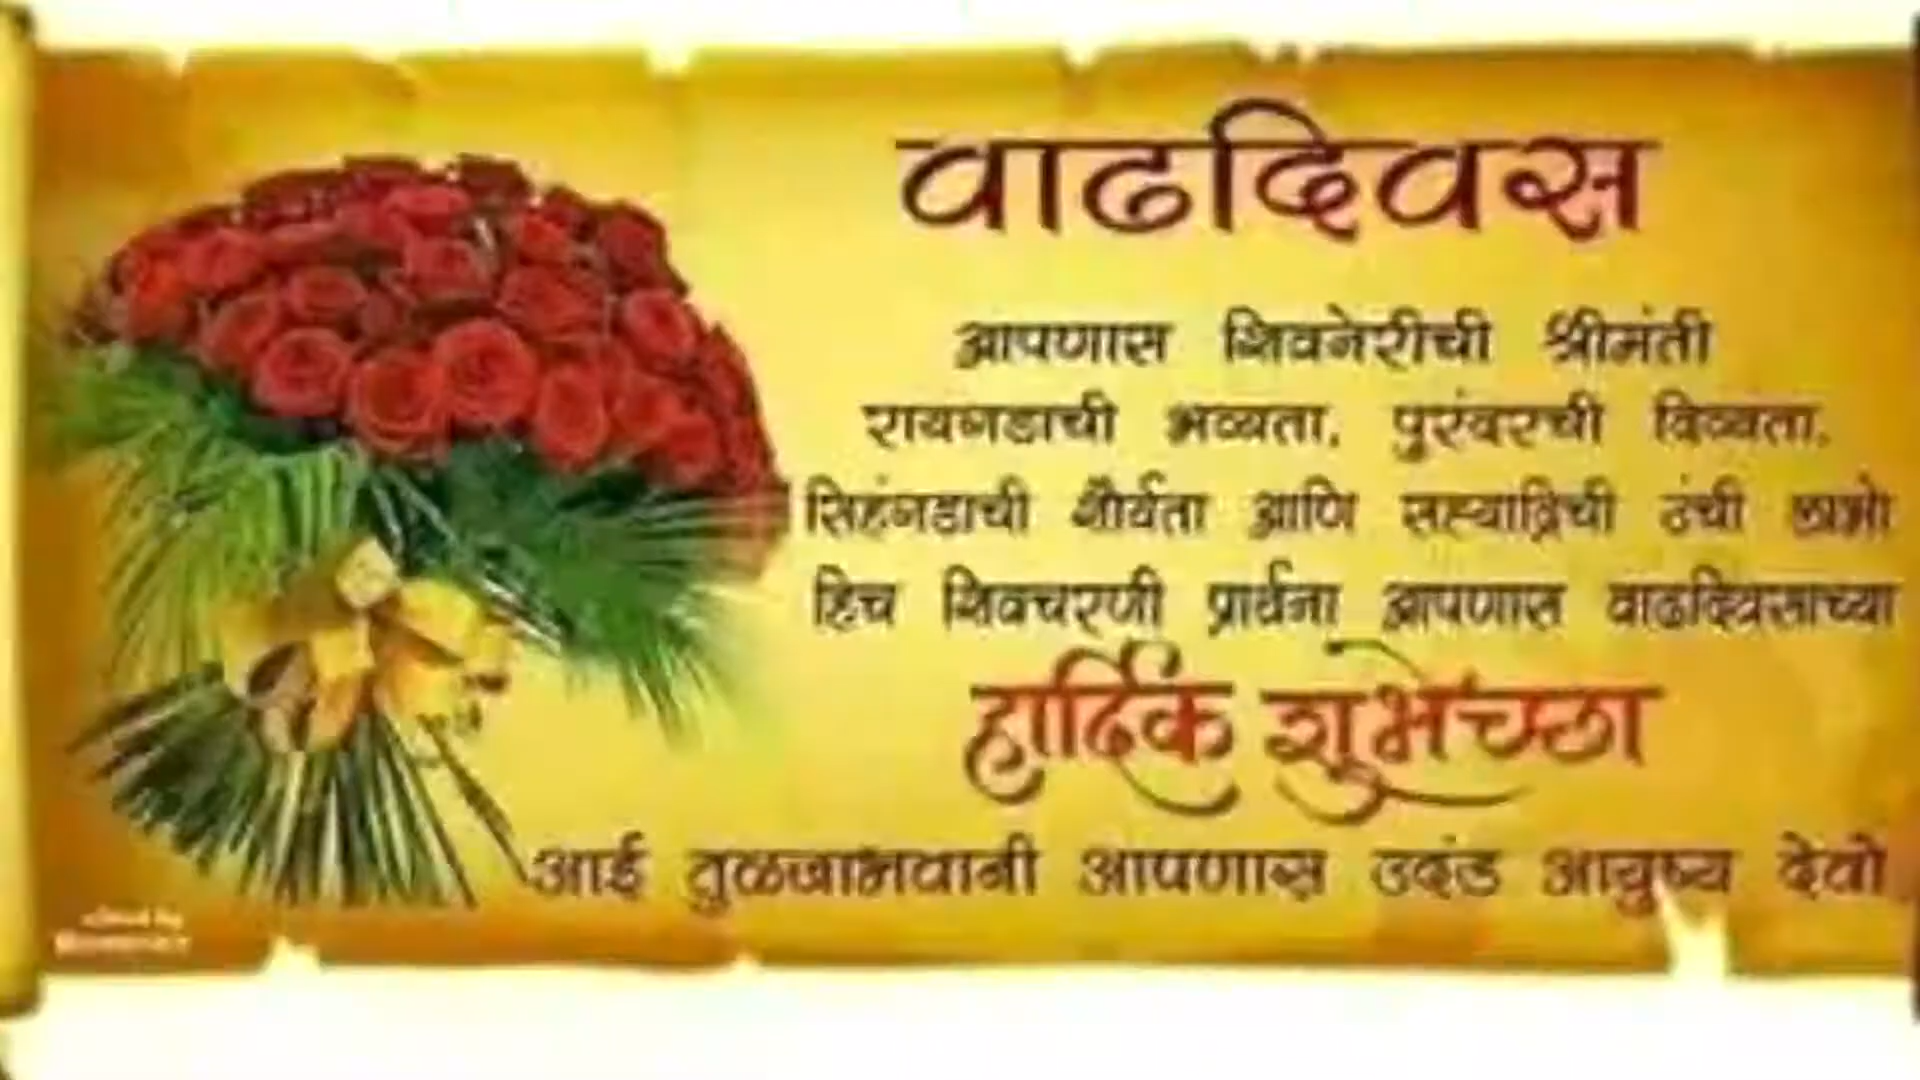 वाढदिवस
आपणास शिवनेरीची श्रीमंती
रायगडाची भव्यता, पुरंदरची दिव्यता,
सिहंगडाची शौर्यता आणि सह्याद्रिची उंची लाभो
हिच शिवचरणी प्रार्थना आपणास वाढदिवसाच्या
हार्दिक शुभेच्छा
आई तुळजाभवानी आपणास उदंड आयुष्य देवो